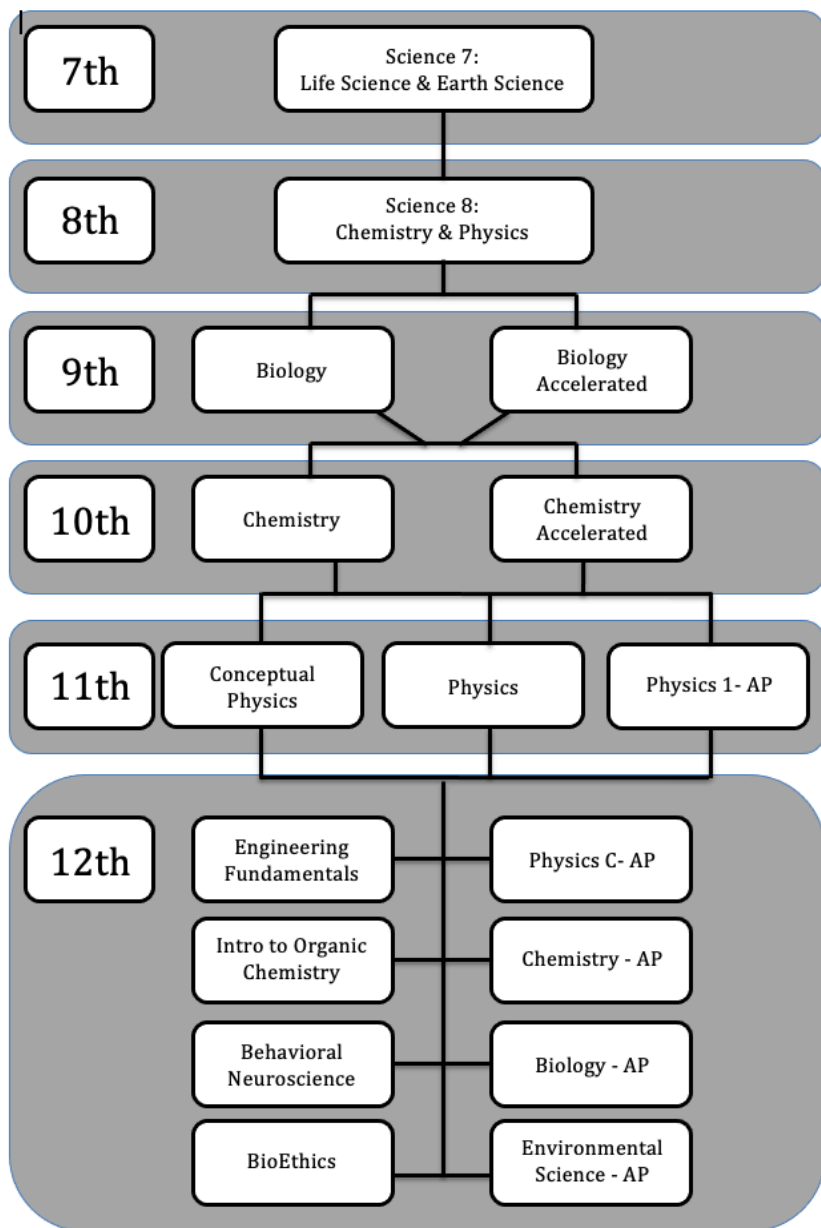 7th
Science 7:
Life Science & Earth Science
8th
Science 8:
Chemistry & Physics
9th
Biology
Biology
Accelerated
10th
Chemistry
Chemistry
Accelerated
11th
Conceptual
Physics
Physics
Physics 1- AP
12th
Engineering
Fundamentals
Physics C- AP
Intro to Organic
Chemistry
Chemistry - AP
Behavioral
Neuroscience
Biology - AP
BioEthics
Environmental
Science - AP